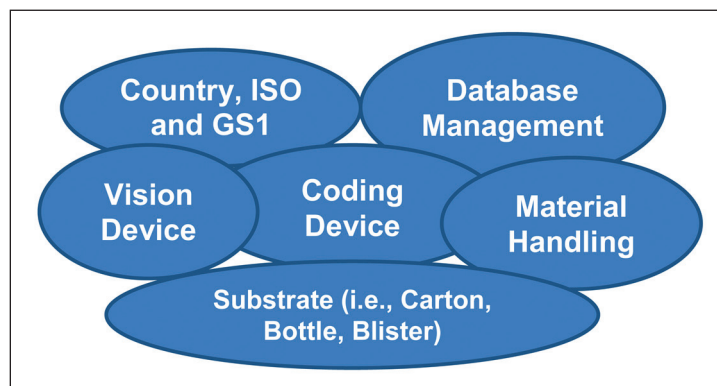 Country, ISO
and GS1
Database
Management
Vision
Device
Coding
Device
Material
Handling
Substrate (i.e., Carton,
Bottle, Blister)